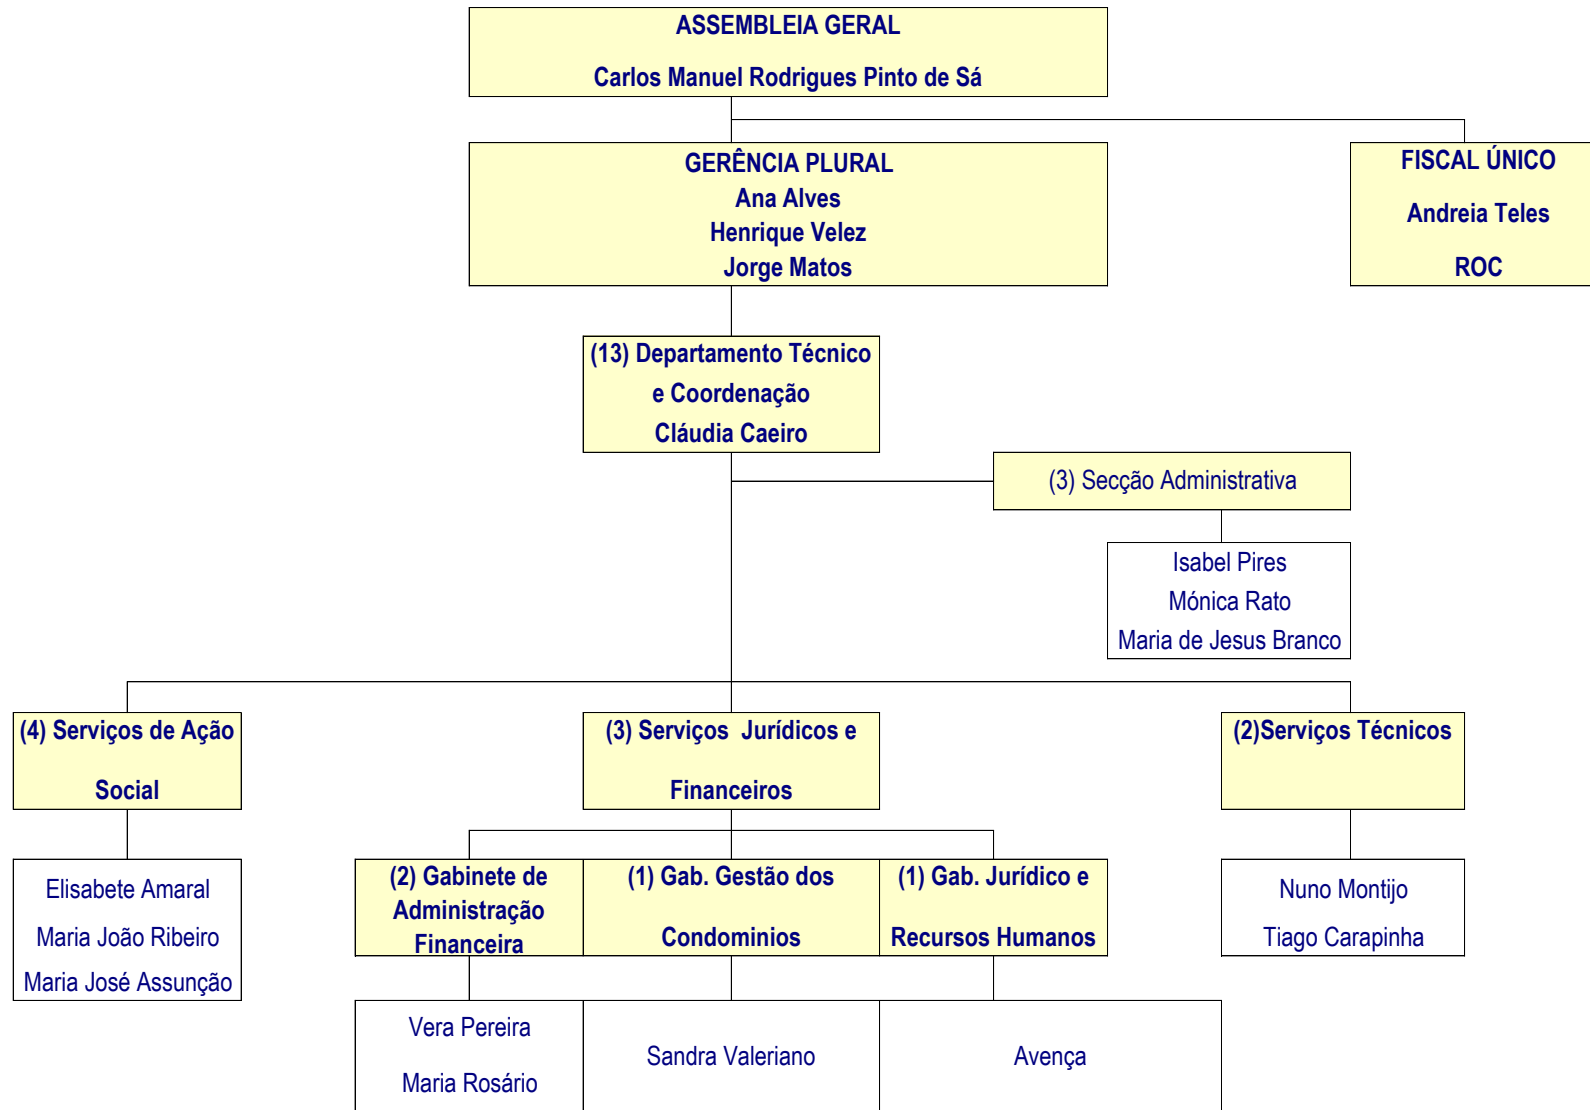 ASSEMBLEIA GERAL
Carlos Manuel Rodrigues Pinto de Sá
GERÊNCIA PLURAL
Ana Alves
Henrique Velez
Jorge Matos
FISCAL ÚNICO
Andreia Teles
ROC
(13) Departamento Técnico
e Coordenação
Cláudia Caeiro
(3) Secção Administrativa
Isabel Pires
Mónica Rato
Maria de Jesus Branco
(4) Serviços de Ação
Social
(3) Serviços  Jurídicos e
Financeiros
(2)Serviços Técnicos
Elisabete Amaral
Maria João Ribeiro
Maria José Assunção
(2) Gabinete de
Administração
Financeira
(1) Gab. Gestão dos
Condominios
(1) Gab. Jurídico e
Recursos Humanos
Nuno Montijo
Tiago Carapinha
Vera Pereira
Maria Rosário
Sandra Valeriano
Avença